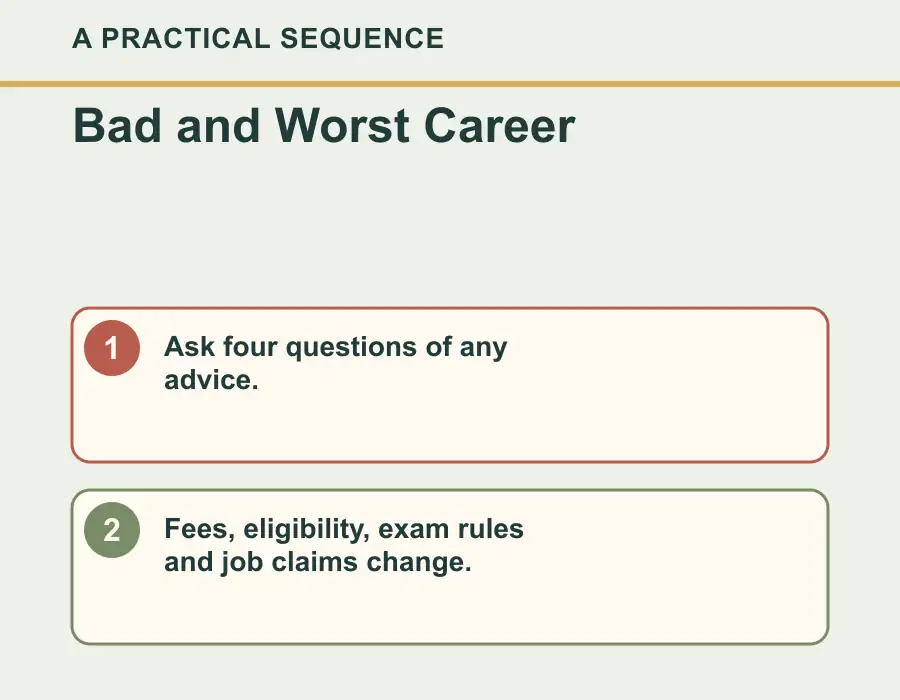 A PRACTICAL SEQUENCE
Bad and Worst Career
1
Ask four questions of any
advice.
2
Fees, eligibility, exam rules
and job claims change.